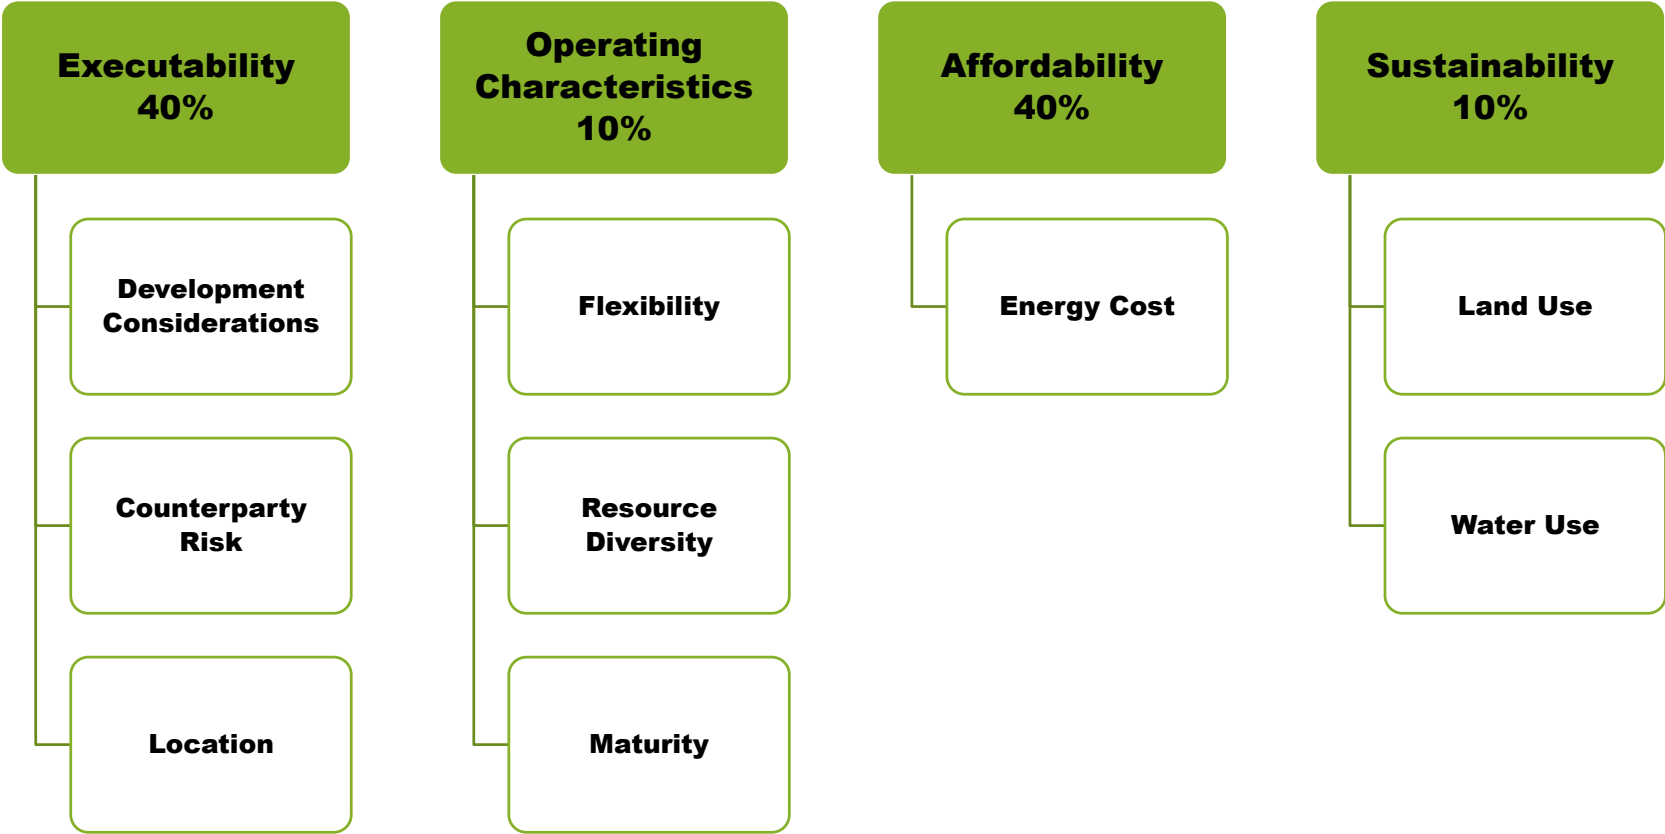 Executability
40%
Development
Considerations
Counterparty
Risk
Location
Operating
Characteristics
10%
Flexibility
Resource
Diversity
Maturity
Affordability
40%
Energy Cost
Sustainability
10%
Land Use
Water Use